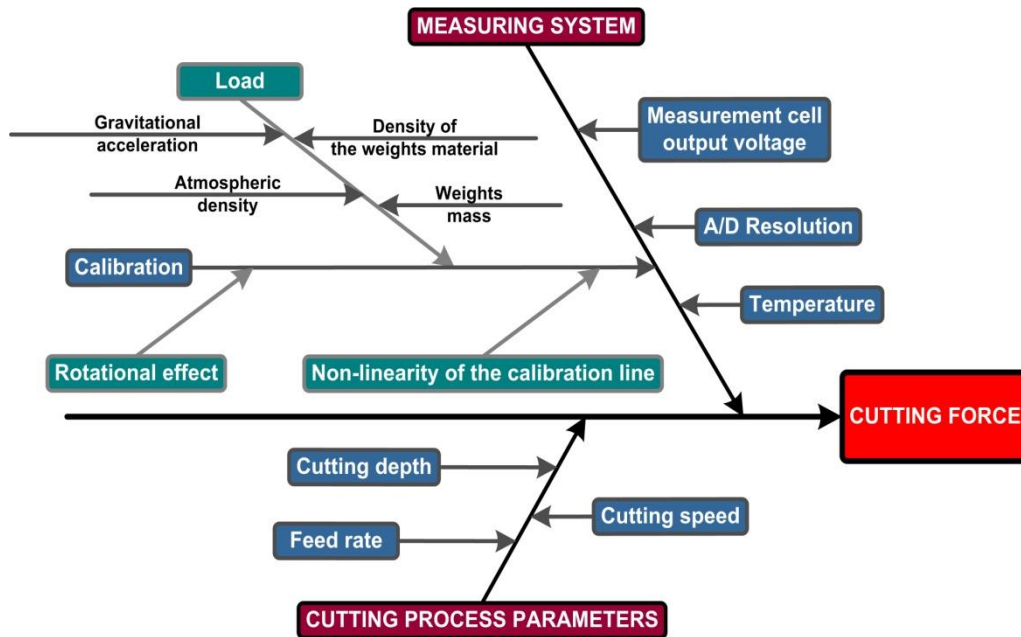 MEASURING SYSTEM
Load
Gravitational
acceleration
Density of
the weights material
Measurement cell
output voltage
Atmospheric
density
Weights
mass
A/D Resolution
Calibration
Temperature
Rotational effect
Non-linearity of the calibration line
CUTTING FORCE
Cutting depth
Cutting speed
Feed rate
CUTTING PROCESS PARAMETERS